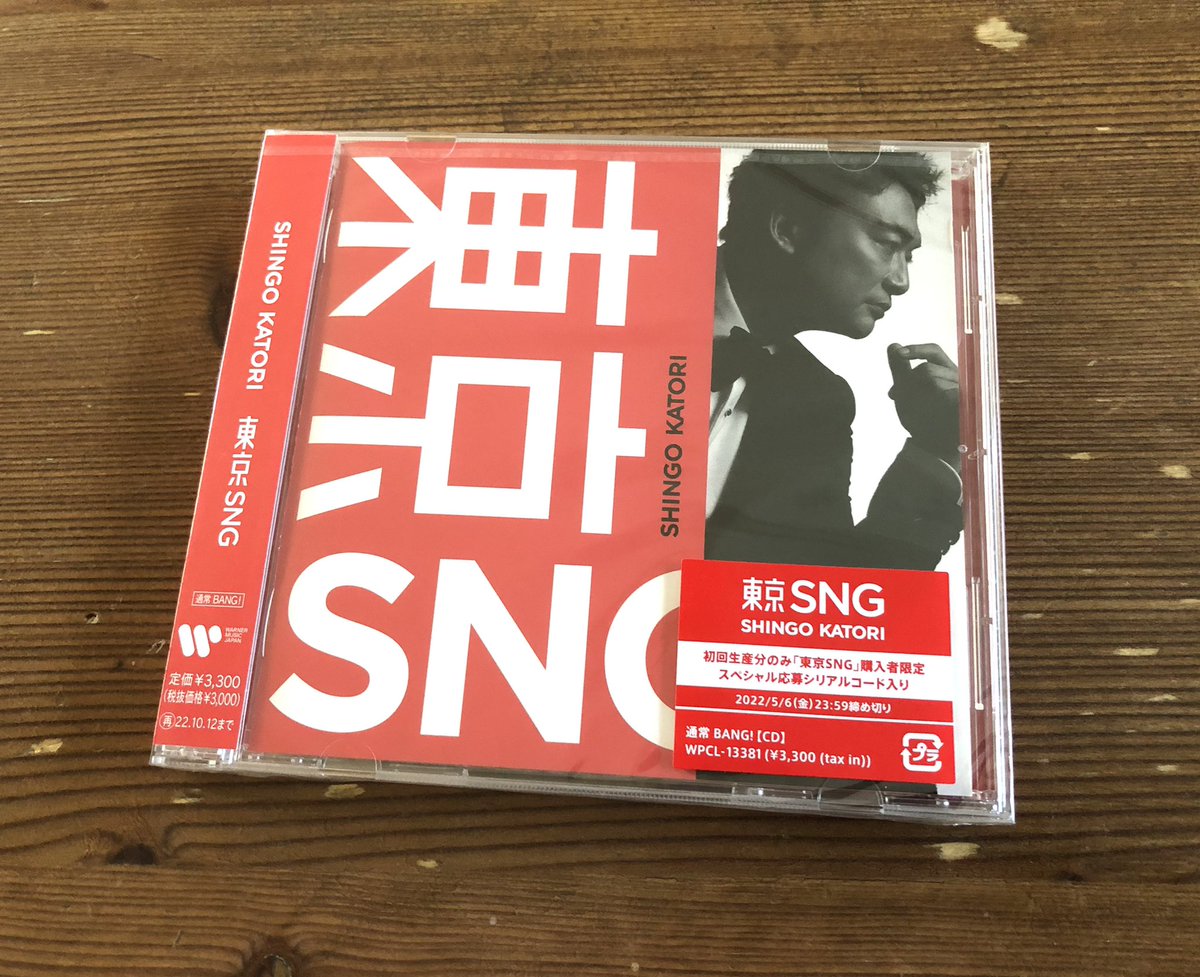 SHINGO KATORI 東京SNG
通常 BANG!
WARNER
MUSIC
JAPAN
定価¥3,300
(税抜価格¥3,000)
再22.10.12まで
東京
SNG
SHINGO KATORI
東京SNG
SHINGO KATORI
初回生産分のみ「東京SNG」購入者限定
スペシャル応募シリアルコード入り
2022/5/6(金)23:59締め切り
通常 BANG!【CD】
WPCL-13381 (¥3,300 (tax in))
プラ